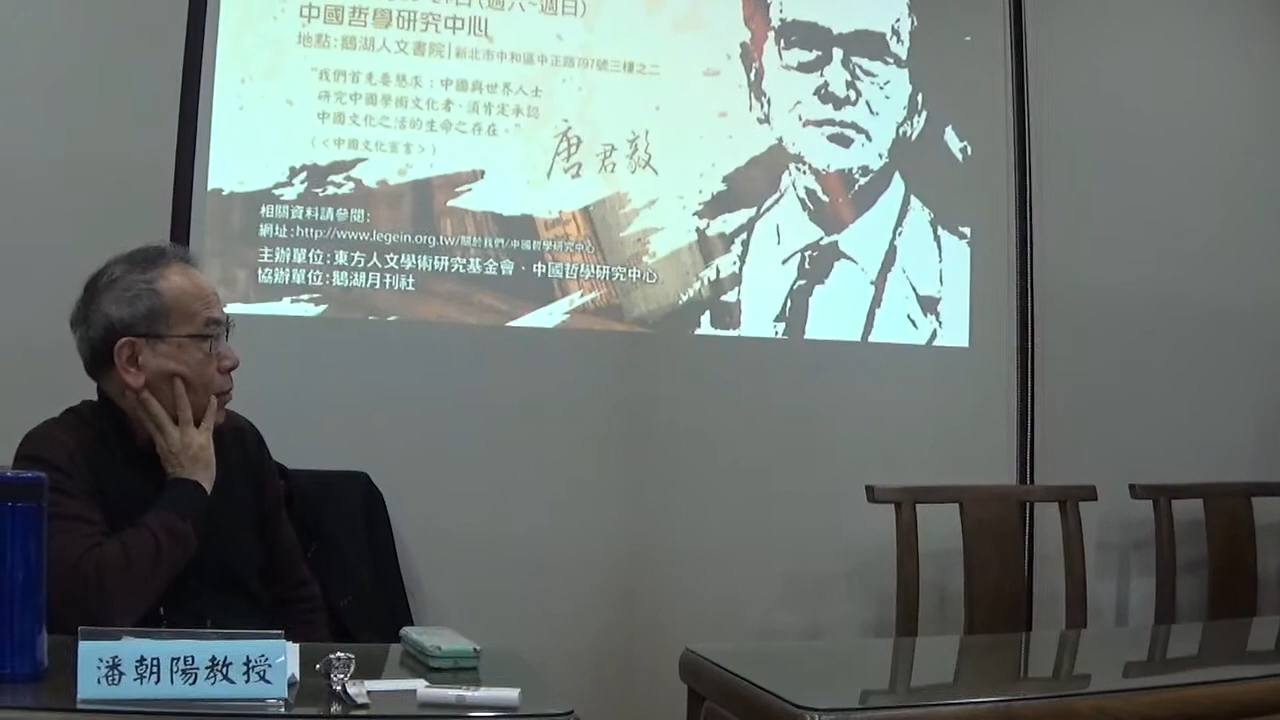 日(週六~週日)
中國哲學研究中心
地點:鵝湖人文書院|新北市中和區中正路797號三樓之二
“我們首先要懇求:中國與世界人士
研究中國學術文化者,須肯定承認
中國文化之活的生命之存在。”
(<中國文化宣言>)
唐君毅
相關資料請參閱:
網址:http://www.legein.org.tw/關於我們/中國哲學研究中心
主辦單位:東方人文學術研究基金會、中國哲學研究中心
協辦單位:鵝湖月刊社
潘朝陽教授